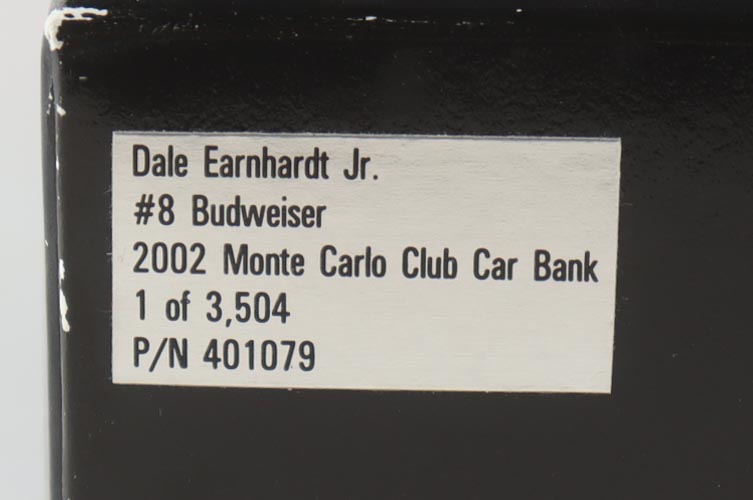 Dale Earnhardt Jr.
#8 Budweiser
2002 Monte Carlo Club Car Bank
1 of 3,504
P/N 401079